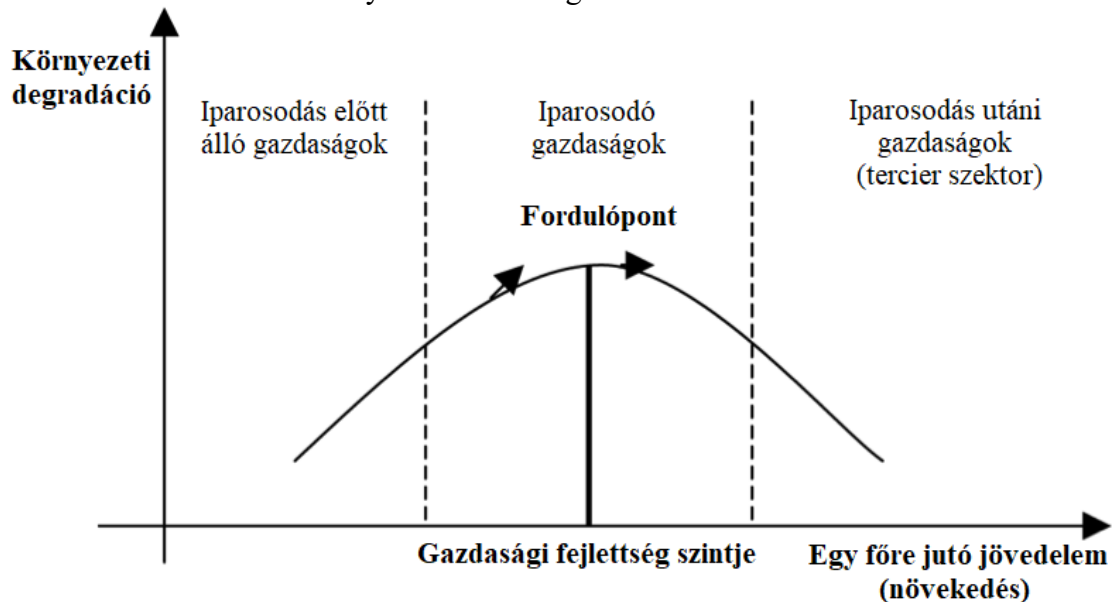 Környezeti
degradáció
Iparosodás előtt
álló gazdaságok
Iparosodó
gazdaságok
Iparosodás utáni
gazdaságok
(tercier szektor)
Fordulópont
Gazdasági fejlettség szintje
Egy főre jutó jövedelem
(növekedés)